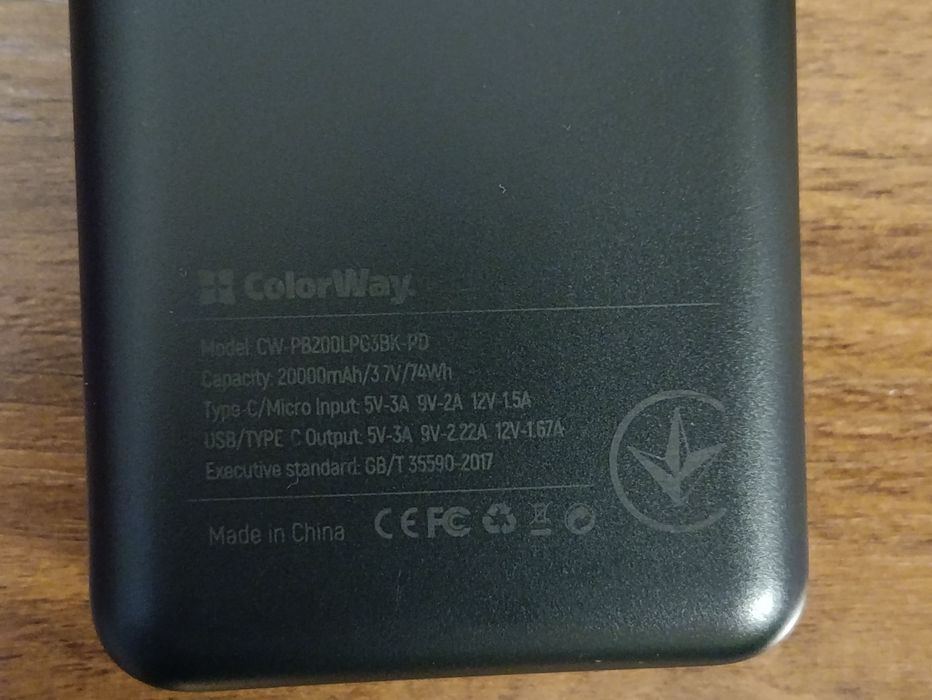 ColorWay.
Model: CW-PB200LPG3BK-PD
Capacity: 20000mAh/3.7V/74Wh
Type-C/Micro Input: 5V-3A 9V-2A 12V-1.5A
USB/TYPE C Output: 5V-3A 9V-2.22A 12V-1.67A
Executive standard: GB/T 35590-2017
Made in China CE FC